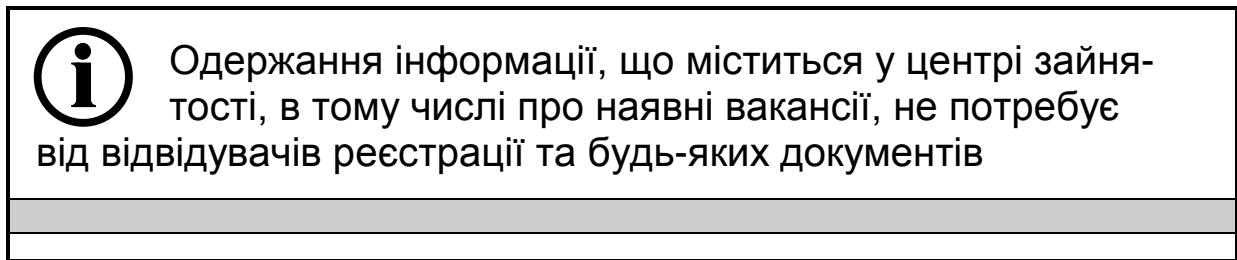 Одержання інформації, що міститься у центрі зайня-
тості, в тому числі про наявні вакансії, не потребує
від відвідувачів реєстрації та будь-яких документів